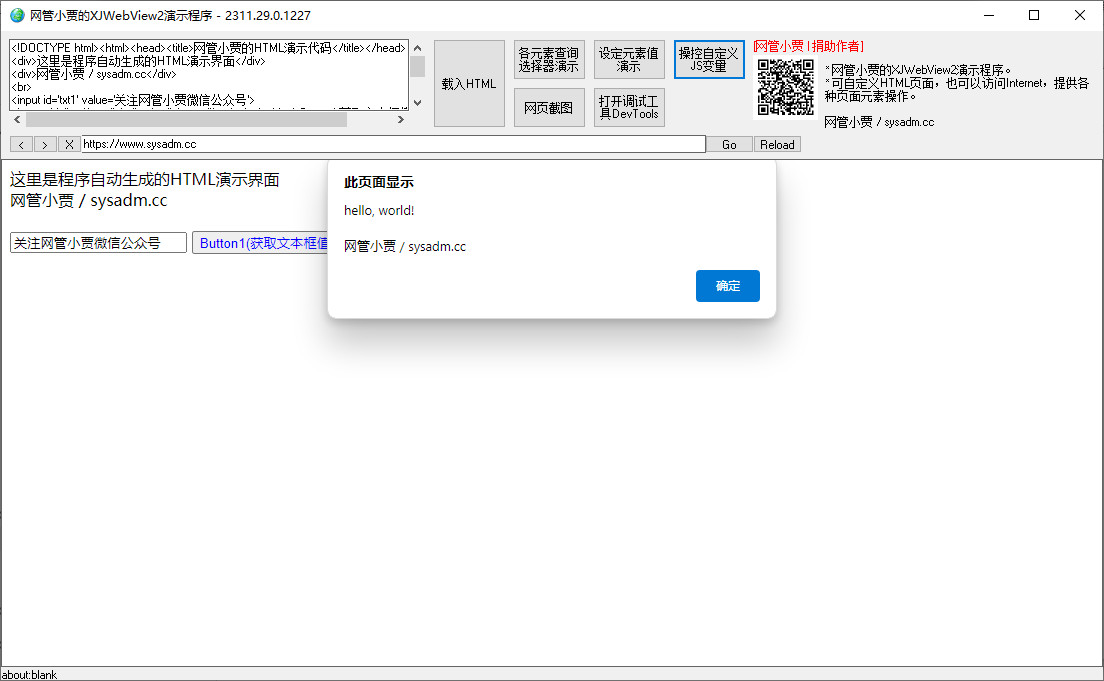 网管小贾的XJWebView2演示程序 - 2311.29.0.1227
<!DOCTYPE html><html><head><title>网管小贾的HTML演示代码</title></head>
<div>这里是程序自动生成的HTML演示界面</div>
<div>网管小贾 / sysadm.cc</div>
<br>
<input id='txt1' value='关注网管小贾微信公众号'>
载入HTML
各元素查询
选择器演示
网页截图
设定元素值
演示
打开调试工
具DevTools
操控自定义
JS变量
[网管小贾 | 捐助作者]
*网管小贾的XJWebView2演示程序。
*可自定义HTML页面，也可以访问Internet，提供各
种页面元素操作。
网管小贾 / sysadm.cc
< > X https://www.sysadm.cc Go Reload
这里是程序自动生成的HTML演示界面
网管小贾 / sysadm.cc
关注网管小贾微信公众号 Button1(获取文本框值
此页面显示
hello, world!
网管小贾 / sysadm.cc
确定
about:blank